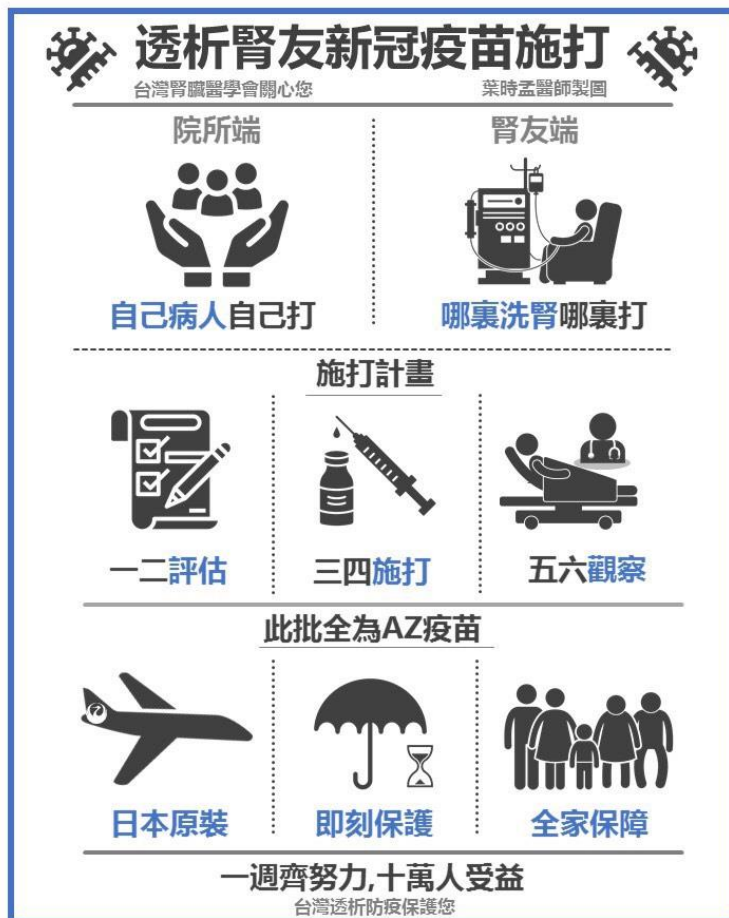 透析腎友新冠疫苗施打
台灣腎臟醫學會關心您 葉時孟醫師製圖
院所端 腎友端
自己病人自己打 哪裏洗腎哪裏打
施打計畫
一二評估 三四施打 五六觀察
此批全為AZ疫苗
日本原裝 即刻保護 全家保障
一週齊努力,十萬人受益
台灣透析防疫保護您